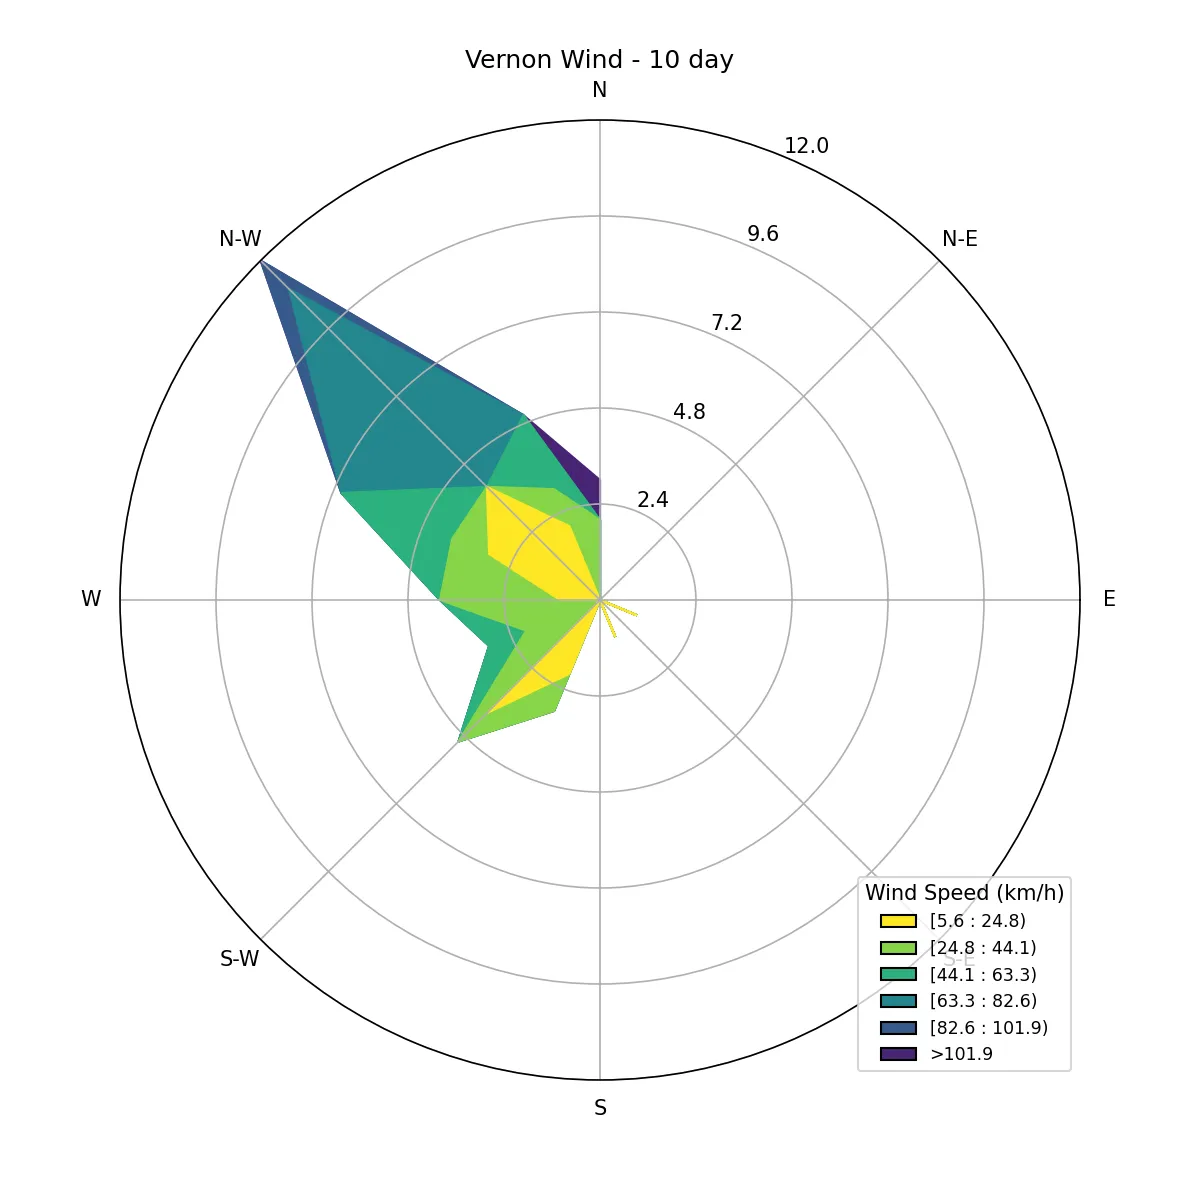 Vernon Wind - 10 day
N
12.0
9.6
N-W
N-E
7.2
4.8
2.4
W
E
Wind Speed (km/h)
[5.6 : 24.8)
[24.8 : 44.1)
[44.1 : 63.3)
[63.3 : 82.6)
[82.6 : 101.9)
>101.9
S-W
S-E
S